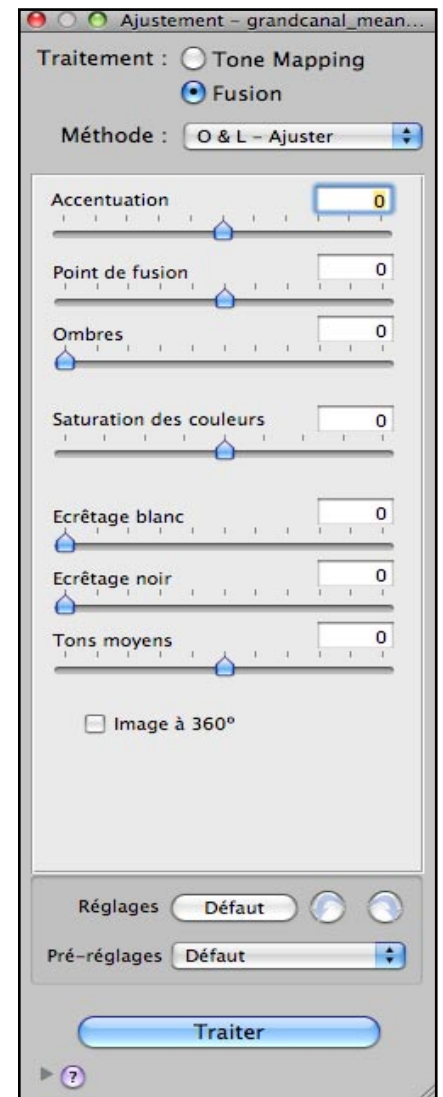 Ajustement – grandcanal_mean...
Traitement : Tone Mapping
Fusion
Méthode : O & L – Ajuster
Accentuation 0
Point de fusion 0
Ombres 0
Saturation des couleurs 0
Ecrêtage blanc 0
Ecrêtage noir 0
Tons moyens 0
Image à 360°
Réglages Défaut
Pré-réglages Défaut
Traiter
?